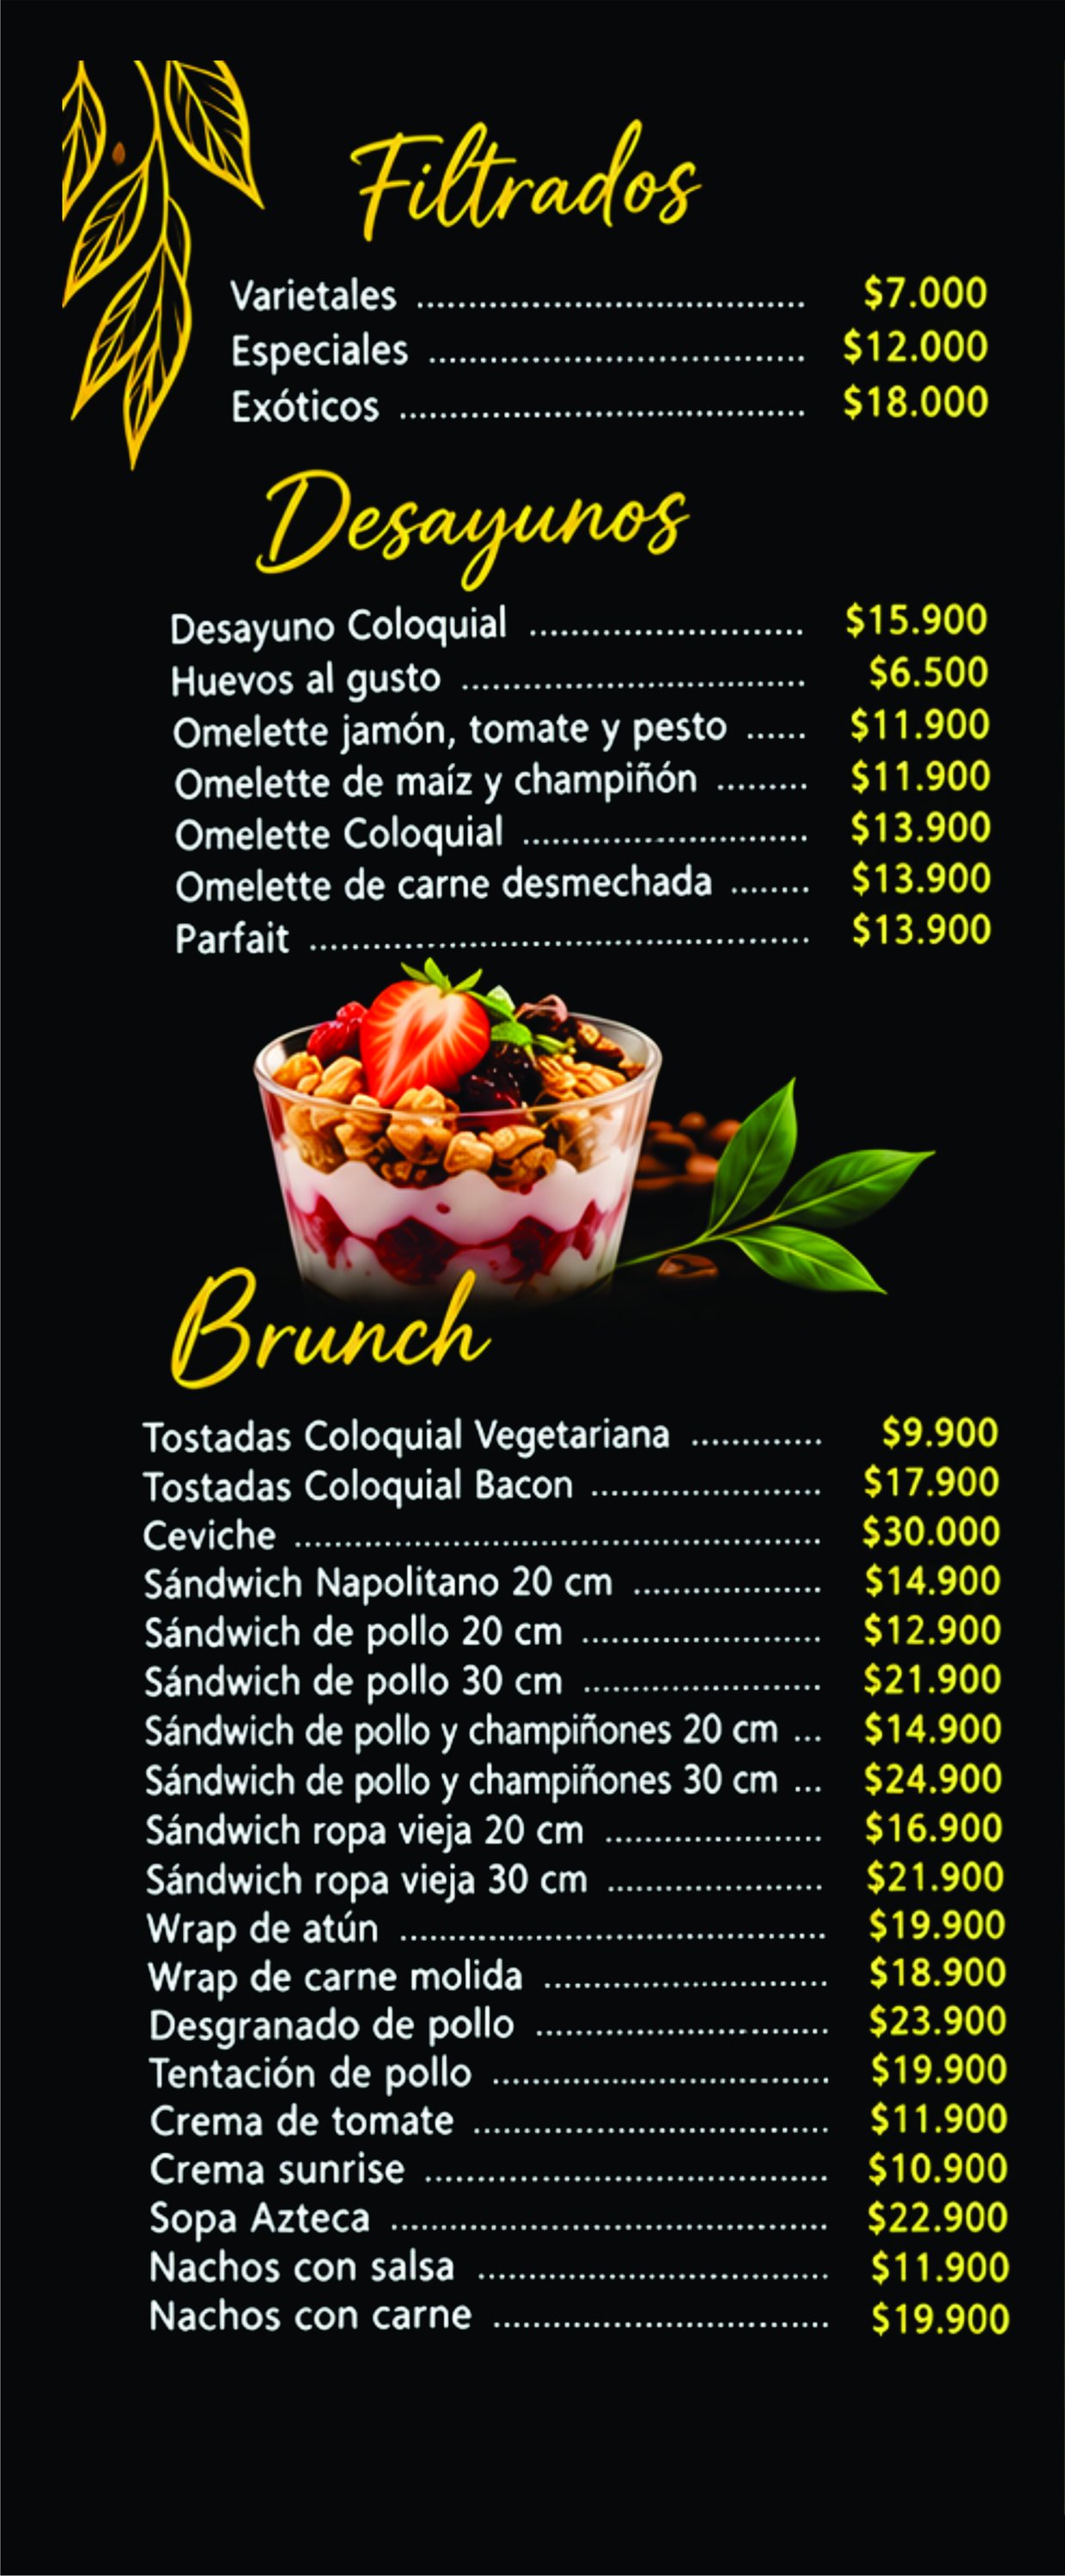 Filtrados
Varietales ..................................... $7.000
Especiales .................................... $12.000
Exóticos ....................................... $18.000
Desayunos
Desayuno Coloquial .......................... $15.900
Huevos al gusto ................................. $6.500
Omelette jamón, tomate y pesto ...... $11.900
Omelette de maíz y champiñón ......... $11.900
Omelette Coloquial ........................... $13.900
Omelette de carne desmechada ........ $13.900
Parfait ................................................ $13.900
Brunch
Tostadas Coloquial Vegetariana ............. $9.900
Tostadas Coloquial Bacon ...................... $17.900
Ceviche ................................................... $30.000
Sándwich Napolitano 20 cm .................. $14.900
Sándwich de pollo 20 cm ....................... $12.900
Sándwich de pollo 30 cm ....................... $21.900
Sándwich de pollo y champiñones 20 cm ... $14.900
Sándwich de pollo y champiñones 30 cm ... $24.900
Sándwich ropa vieja 20 cm ..................... $16.900
Sándwich ropa vieja 30 cm ..................... $21.900
Wrap de atún ......................................... $19.900
Wrap de carne molida ........................... $18.900
Desgranado de pollo ............................ $23.900
Tentación de pollo ................................ $19.900
Crema de tomate .................................. $11.900
Crema sunrise ....................................... $10.900
Sopa Azteca .......................................... $22.900
Nachos con salsa .................................. $11.900
Nachos con carne ................................ $19.900